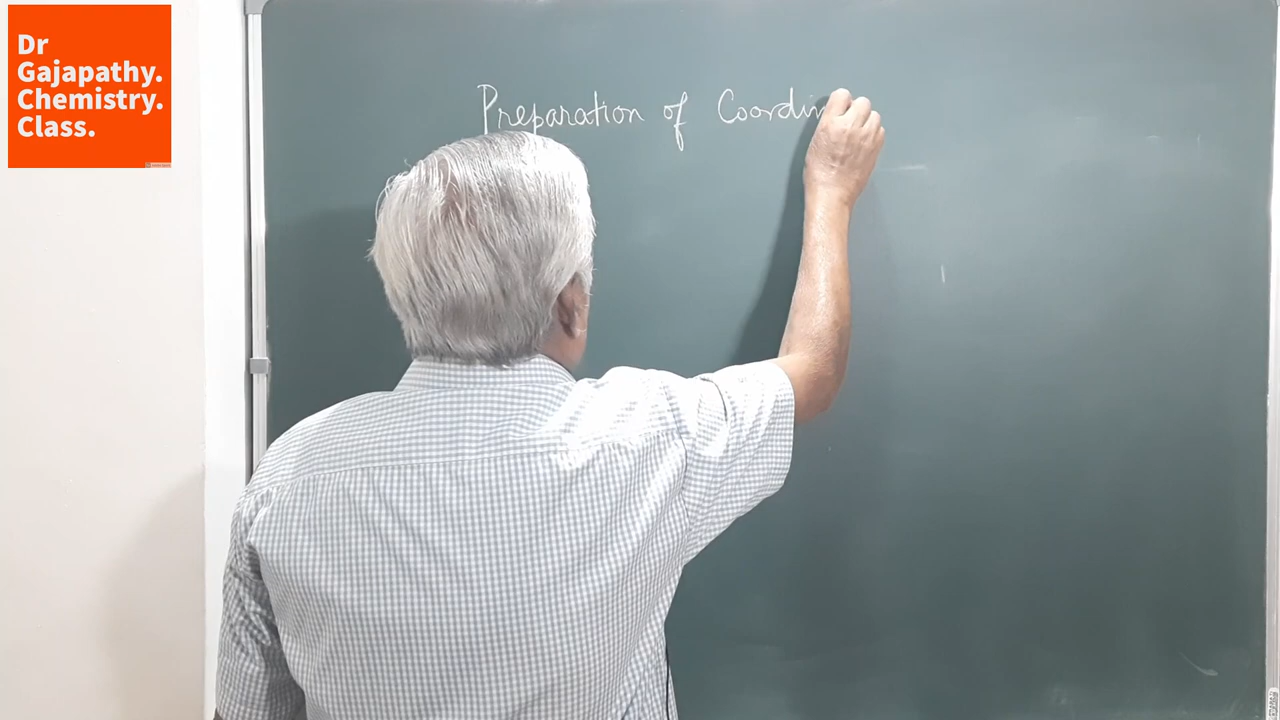 Dr
Gajapathy.
Chemistry.
Class.
Preparation of Coordin